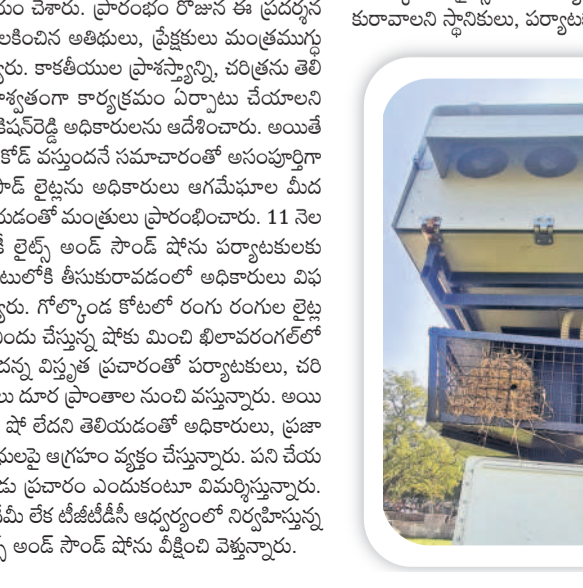 చేశారు. ప్రారంభం రోజున ఈ ప్రదర్శన
లకించిన అతిథులు, ప్రేక్షకులు మంత్రముగ్ధు
రు. కాకతీయుల ప్రాశస్త్యాన్ని, చరిత్రను తెలి
శ్వతంగా కార్యక్రమం ఏర్పాటు చేయాలని
కిషన్‌రెడ్డి అధికారులను ఆదేశించారు. అయితే
కోడ్ వస్తుందనే సమాచారంతో అసంపూర్తిగా
లైట్లను అధికారులు ఆగమేఘాల మీద
యడంతో మంత్రులు ప్రారంభించారు. 11 నెల
లైట్స్ అండ్ సౌండ్ షోను పర్యాటకులకు
టులోకి తీసుకురావడంలో అధికారులు విఫ
రు. గోల్కొండ కోటలో రంగు రంగుల లైట్ల
విందు చేస్తున్న షోకు మించి ఖిలావరంగల్‌లో
దన్న విస్తృత ప్రచారంతో పర్యాటకులు, చరి
లు దూర ప్రాంతాల నుంచి వస్తున్నారు. అయి
షో లేదని తెలియడంతో అధికారులు, ప్రజా
ధులపై ఆగ్రహం వ్యక్తం చేస్తున్నారు. పని చేయ
డు ప్రచారం ఎందుకంటూ విమర్శిస్తున్నారు.
మీ లేక టీజీటీడీసీ ఆధ్వర్యంలో నిర్వహిస్తున్న
అండ్ సౌండ్ షోను వీక్షించి వెళ్తున్నారు.
కురావాలని స్థానికులు, పర్యాటక